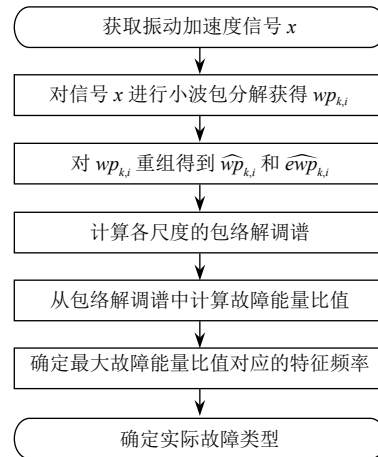 获取振动加速度信号 x
对信号 x 进行小波包分解获得 wp_{k,i}
对 wp_{k,i} 重组得到 \widehat{wp}_{k,i} 和 \widehat{ewp}_{k,i}
计算各尺度的包络解调谱
从包络解调谱中计算故障能量比值
确定最大故障能量比值对应的特征频率
确定实际故障类型